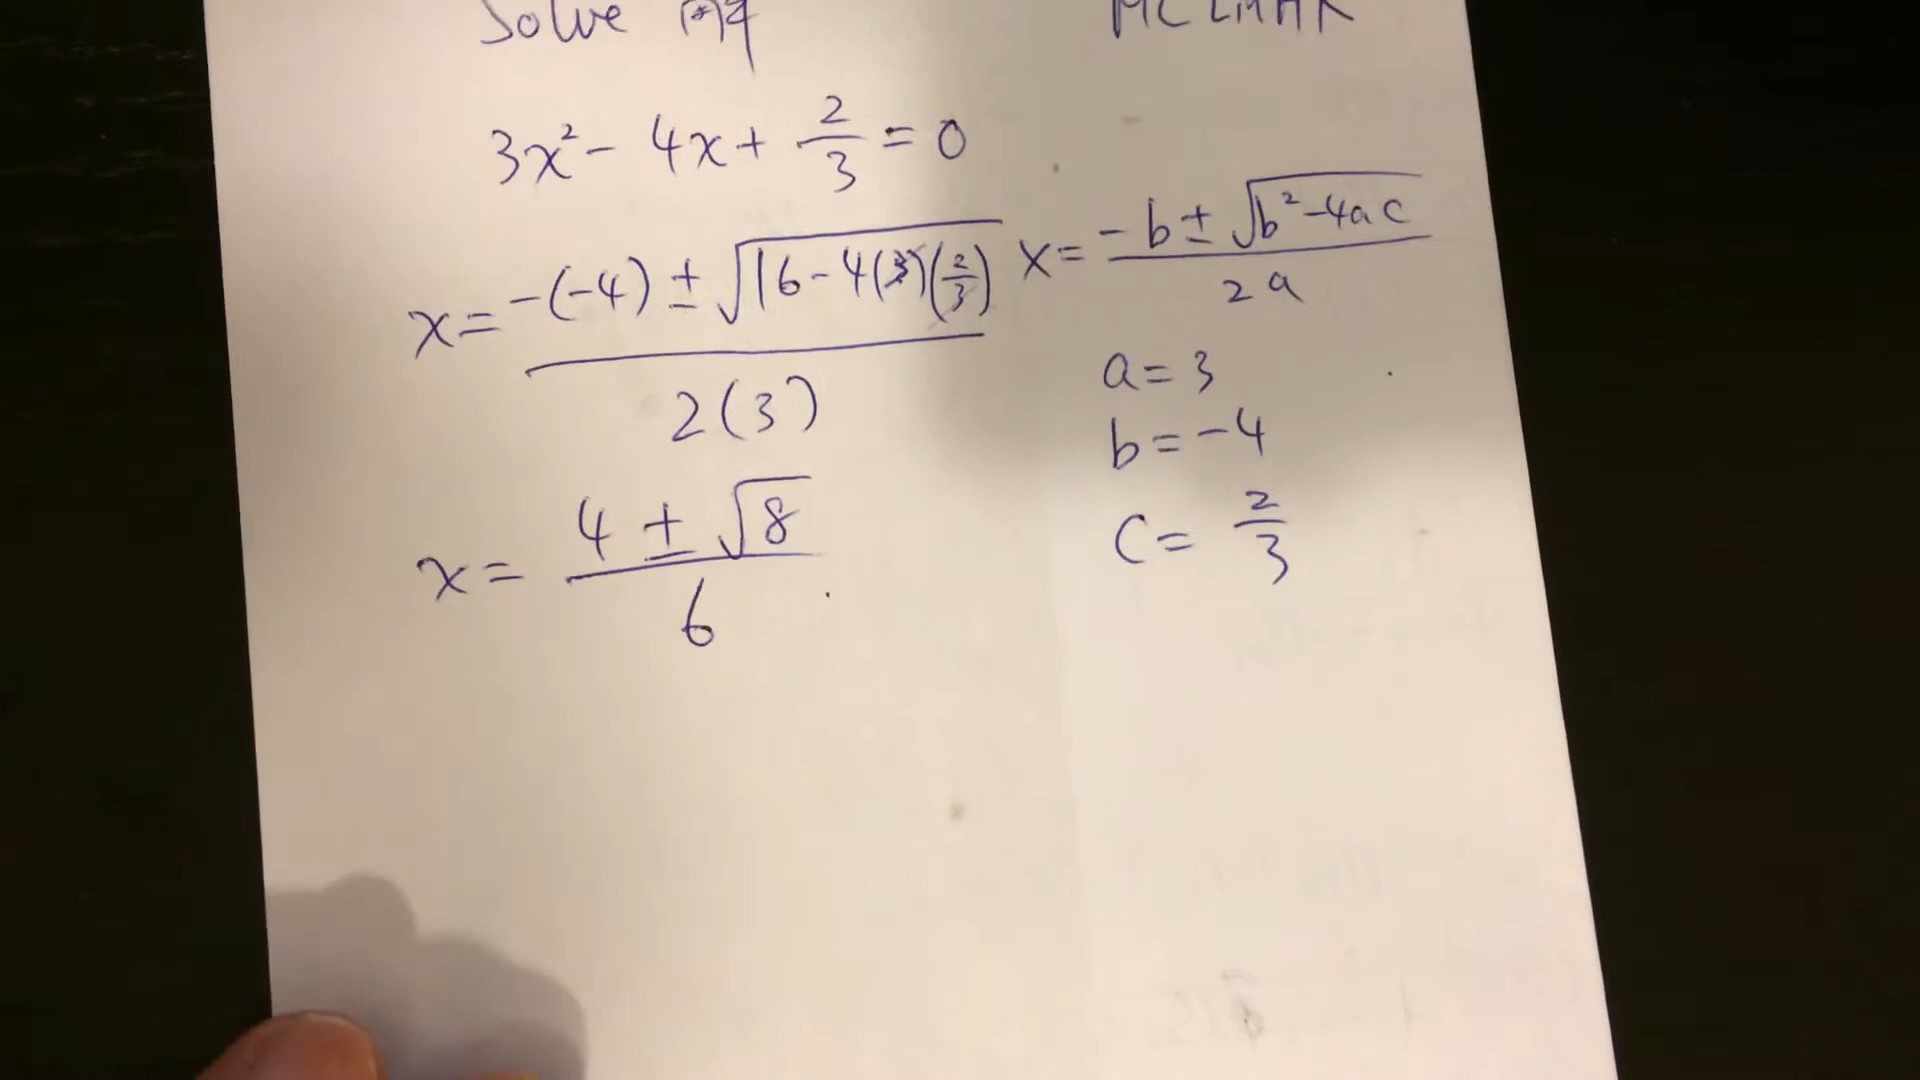 Solve
3x² - 4x + 2/3 = 0
x = (-(-4) ± √(16 - 4(3)(2/3))) / 2(3)
x = (4 ± √8) / 6
x = (-b ± √(b² - 4ac)) / 2a
a = 3
b = -4
c = 2/3